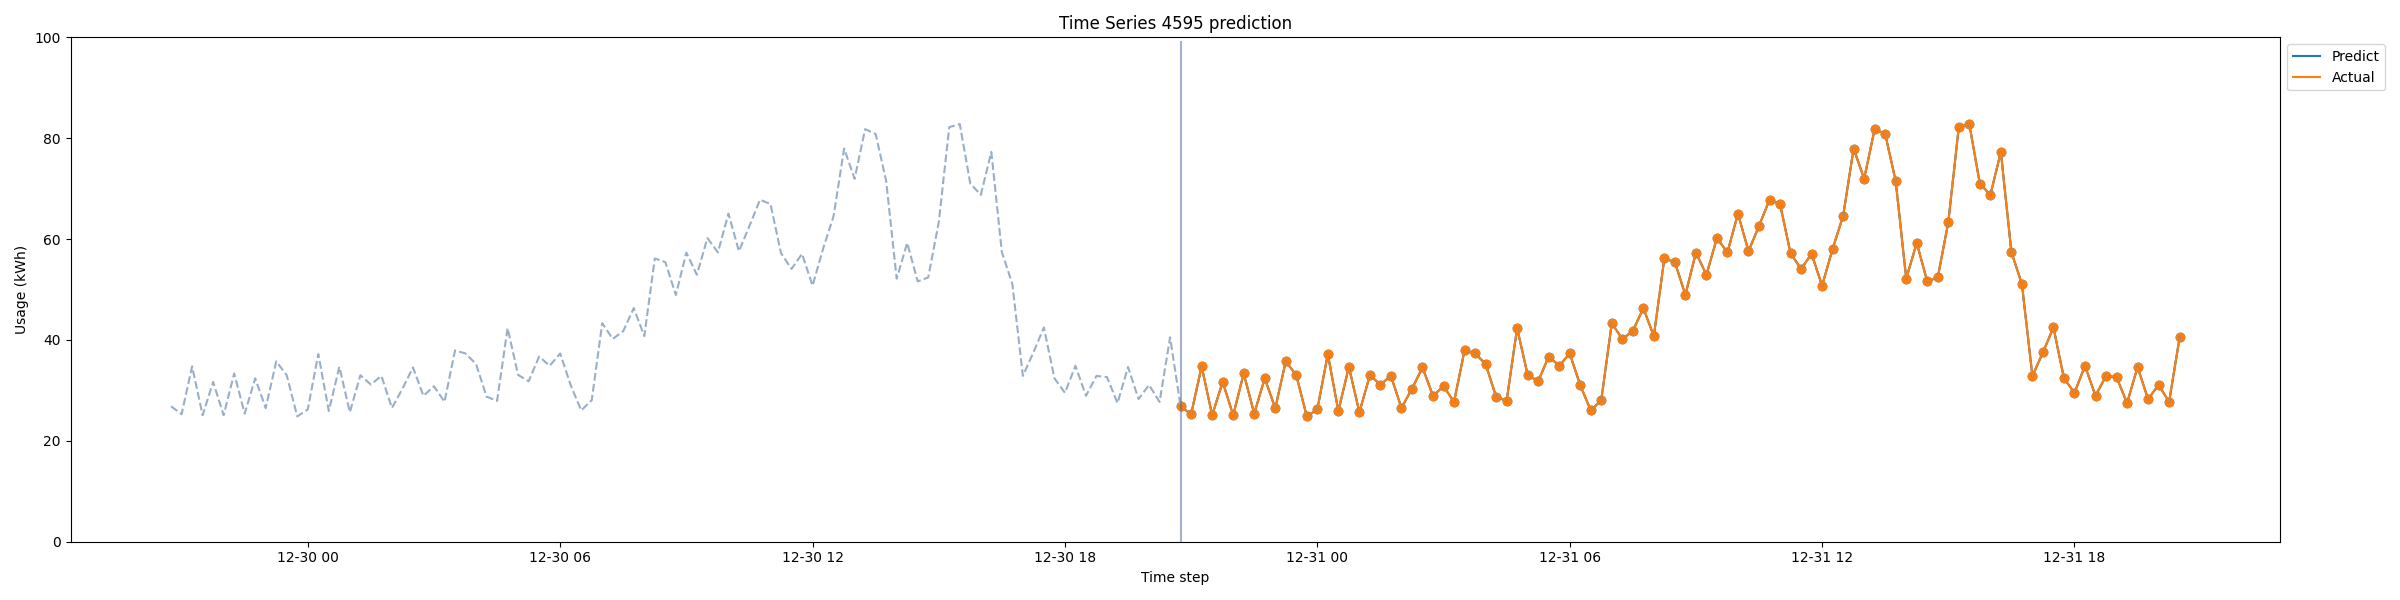 Time Series 4595 prediction
Predict
Actual
Usage (kWh)
100
80
60
40
20
0
12-30 00
12-30 06
12-30 12
12-30 18
12-31 00
12-31 06
12-31 12
12-31 18
Time step